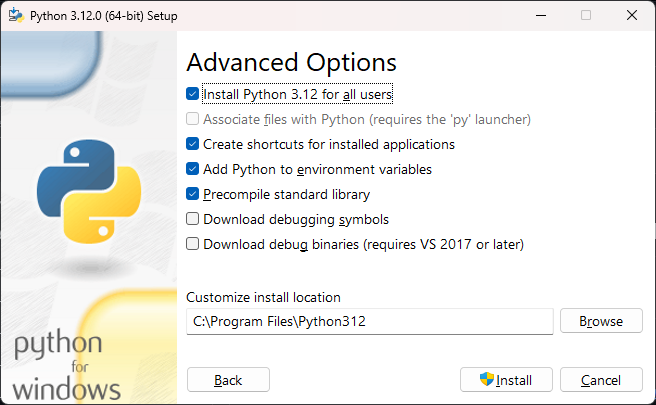 Python 3.12.0 (64-bit) Setup
Advanced Options
Install Python 3.12 for all users
Associate files with Python (requires the 'py' launcher)
Create shortcuts for installed applications
Add Python to environment variables
Precompile standard library
Download debugging symbols
Download debug binaries (requires VS 2017 or later)
Customize install location
C:\Program Files\Python312
Browse
python
for
windows
Back
Install
Cancel